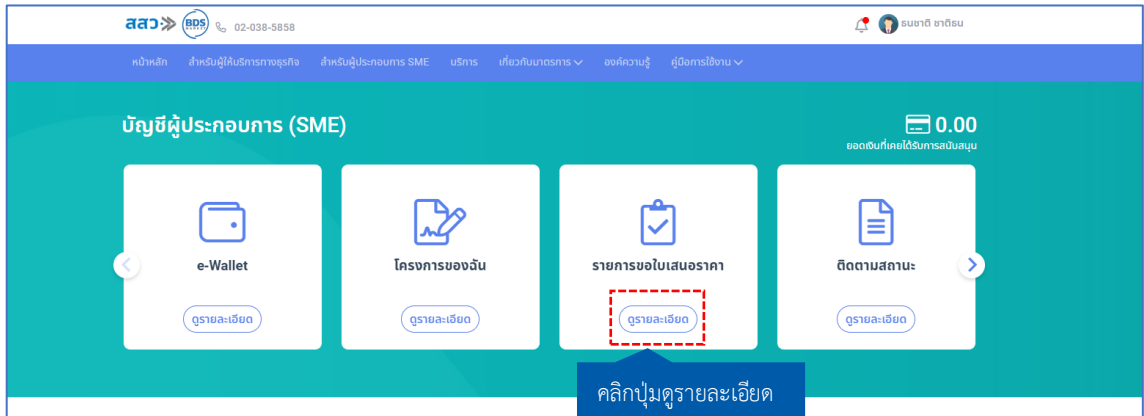 สสว BDS 02-038-5858
ธนชาติ ชาติธน
หน้าหลัก สำหรับผู้ให้บริการทางธุรกิจ สำหรับผู้ประกอบการ SME บริการ เกี่ยวกับมาตรการ องค์ความรู้ คู่มือการใช้งาน
บัญชีผู้ประกอบการ (SME)
0.00
ยอดเงินที่เคยได้รับการสนับสนุน
e-Wallet
ดูรายละเอียด
โครงการของฉัน
ดูรายละเอียด
รายการขอใบเสนอราคา
ดูรายละเอียด
ติดตามสถานะ
ดูรายละเอียด
คลิกปุ่มดูรายละเอียด